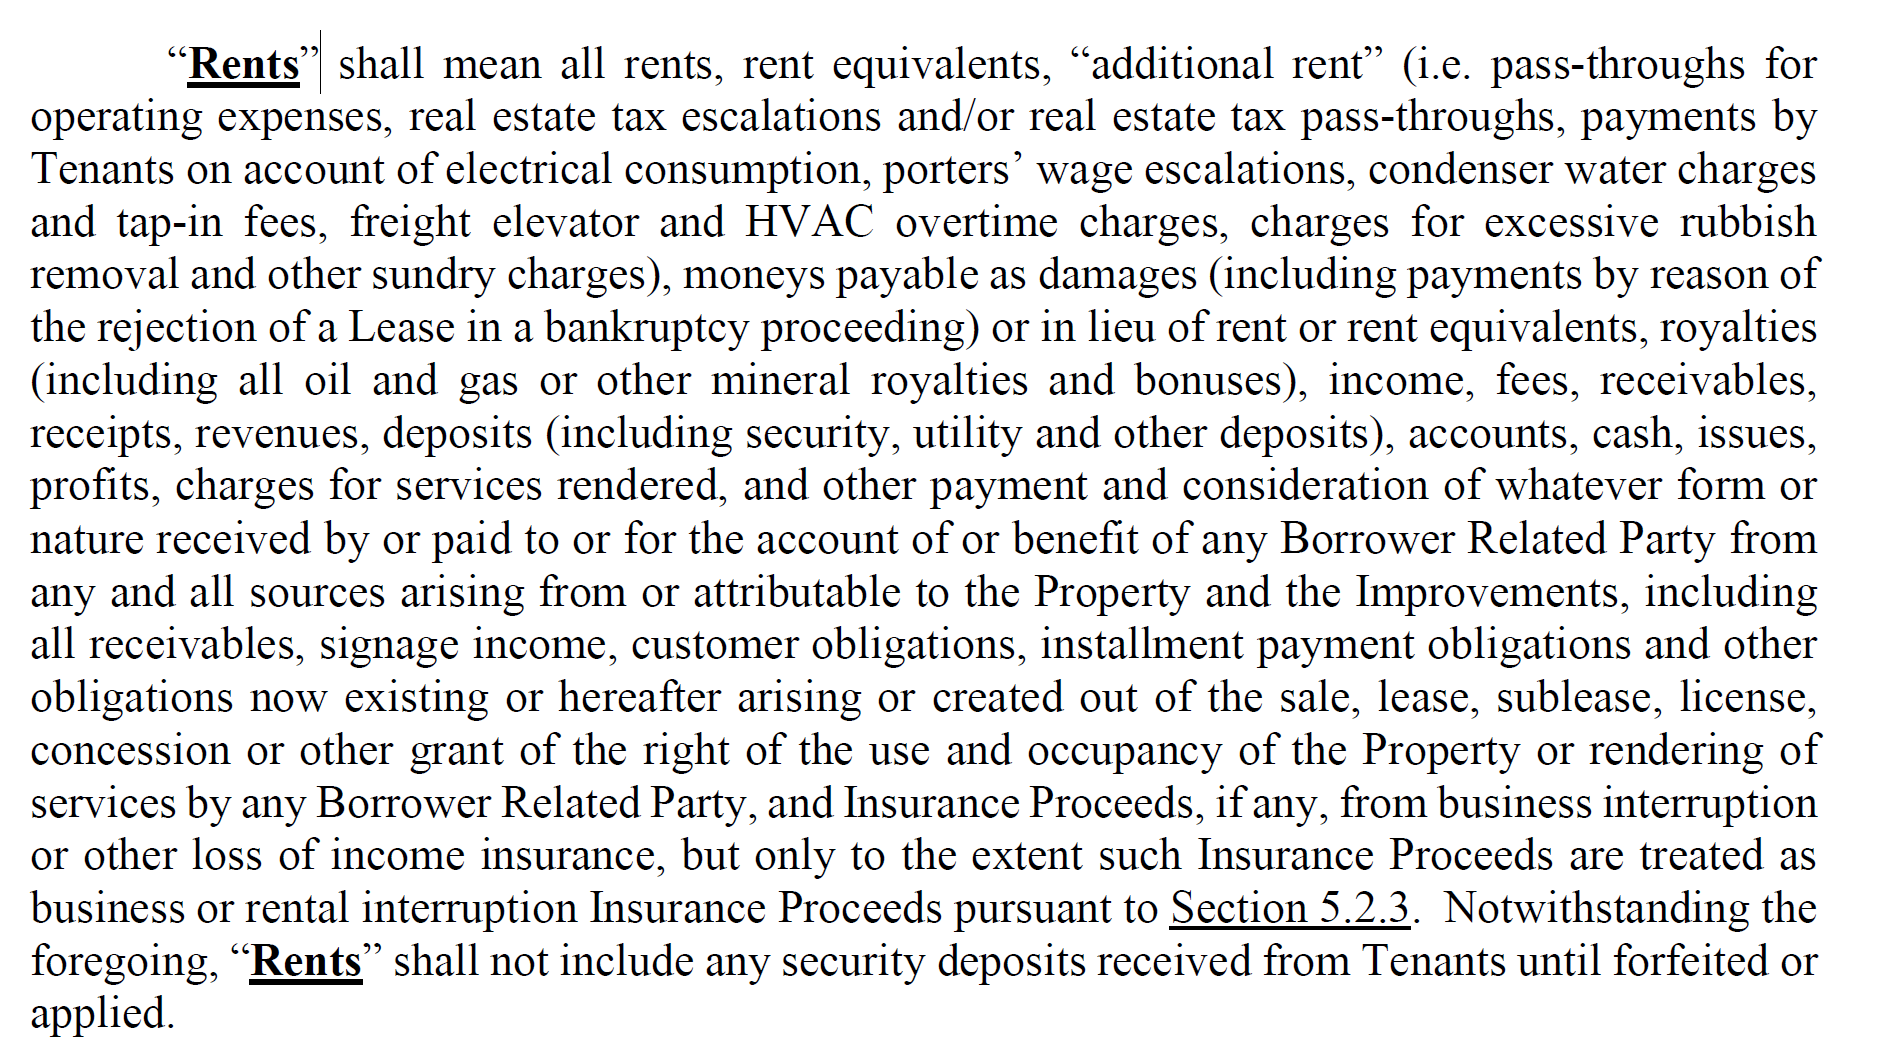 “Rents” shall mean all rents, rent equivalents, “additional rent” (i.e. pass-throughs for
operating expenses, real estate tax escalations and/or real estate tax pass-throughs, payments by
Tenants on account of electrical consumption, porters’ wage escalations, condenser water charges
and tap-in fees, freight elevator and HVAC overtime charges, charges for excessive rubbish
removal and other sundry charges), moneys payable as damages (including payments by reason of
the rejection of a Lease in a bankruptcy proceeding) or in lieu of rent or rent equivalents, royalties
(including all oil and gas or other mineral royalties and bonuses), income, fees, receivables,
receipts, revenues, deposits (including security, utility and other deposits), accounts, cash, issues,
profits, charges for services rendered, and other payment and consideration of whatever form or
nature received by or paid to or for the account of or benefit of any Borrower Related Party from
any and all sources arising from or attributable to the Property and the Improvements, including
all receivables, signage income, customer obligations, installment payment obligations and other
obligations now existing or hereafter arising or created out of the sale, lease, sublease, license,
concession or other grant of the right of the use and occupancy of the Property or rendering of
services by any Borrower Related Party, and Insurance Proceeds, if any, from business interruption
or other loss of income insurance, but only to the extent such Insurance Proceeds are treated as
business or rental interruption Insurance Proceeds pursuant to Section 5.2.3.  Notwithstanding the
foregoing, “Rents” shall not include any security deposits received from Tenants until forfeited or
applied.